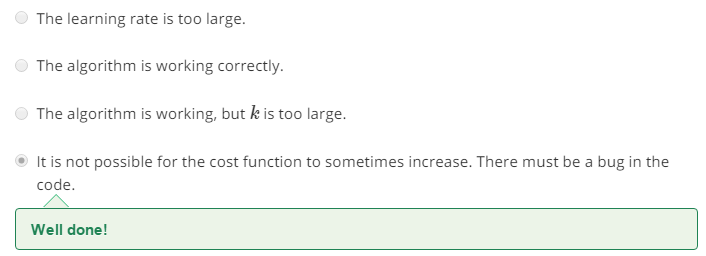 The learning rate is too large.
The algorithm is working correctly.
The algorithm is working, but k is too large.
It is not possible for the cost function to sometimes increase. There must be a bug in the
code.
Well done!